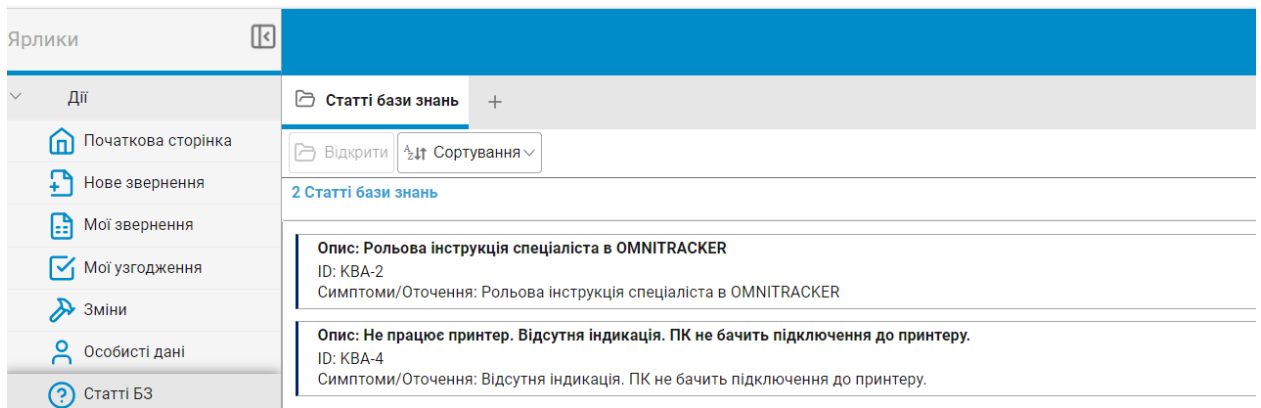 Ярлики
Дії
Початкова сторінка
Нове звернення
Мої звернення
Мої узгодження
Зміни
Особисті дані
Статті БЗ
Статті бази знань
Відкрити
Сортування
2 Статті бази знань
Опис: Рольова інструкція спеціаліста в OMNITRACKER
ID: KBA-2
Симптоми/Оточення: Рольова інструкція спеціаліста в OMNITRACKER
Опис: Не працює принтер. Відсутня індикація. ПК не бачить підключення до принтеру.
ID: KBA-4
Симптоми/Оточення: Відсутня індикація. ПК не бачить підключення до принтеру.